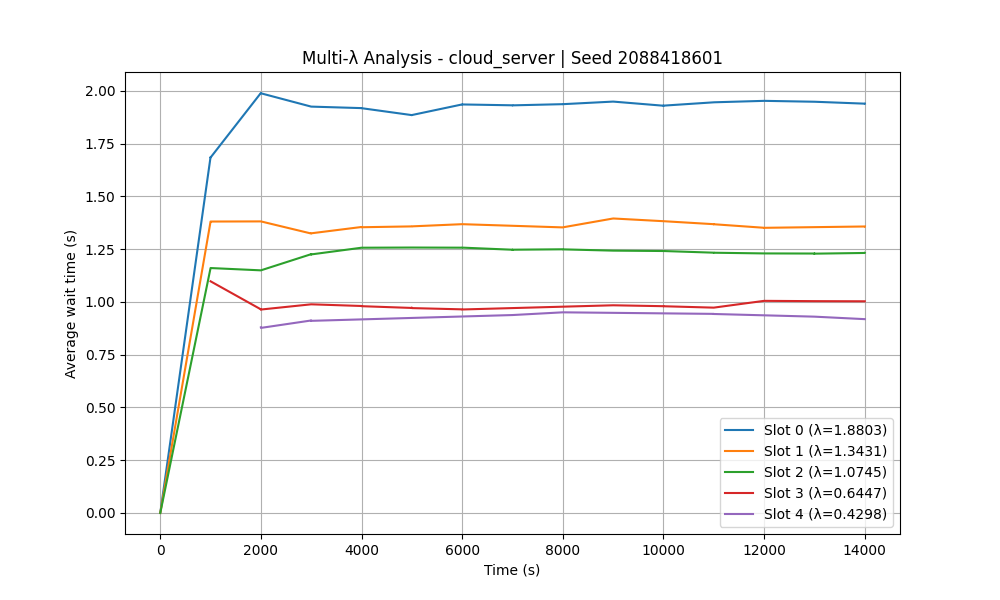 Multi-λ Analysis - cloud_server | Seed 2088418601
Average wait time (s)
2.00
1.75
1.50
1.25
1.00
0.75
0.50
0.25
0.00
Slot 0 (λ=1.8803)
Slot 1 (λ=1.3431)
Slot 2 (λ=1.0745)
Slot 3 (λ=0.6447)
Slot 4 (λ=0.4298)
0 2000 4000 6000 8000 10000 12000 14000
Time (s)